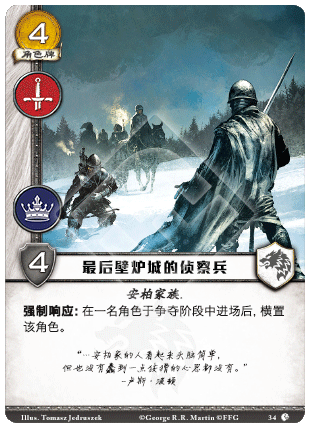 4
角色牌
4
最后壁炉城的侦察兵
安柏家族.
强制响应: 在一名角色于争夺阶段中进场后, 横置
该角色。
“…安柏家的人看起来头脑简单,
但也没有蠢到一点狡猾的心思都没有。”
–卢斯·波顿
Illus. Tomasz Jedruszek
©George R.R. Martin ©FFG
34